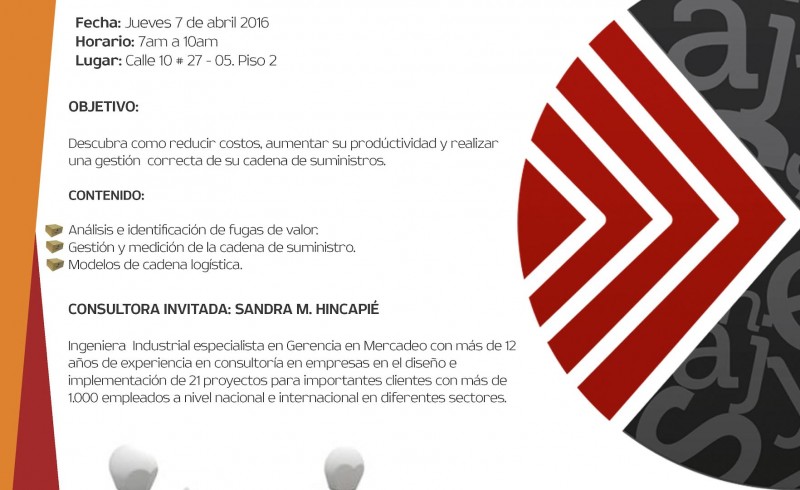 Fecha: Jueves 7 de abril 2016
Horario: 7am a 10am
Lugar: Calle 10 # 27 - 05. Piso 2
OBJETIVO:
Descubra como reducir costos, aumentar su prodúctividad y realizar
una gestión correcta de su cadena de suministros.
CONTENIDO:
Análisis e identificación de fugas de valor.
Gestión y medición de la cadena de suministro.
Modelos de cadena logística.
CONSULTORA INVITADA: SANDRA M. HINCAPIÉ
Ingeniera Industrial especialista en Gerencia en Mercadeo con más de 12
años de experiencia en consultoría en empresas en el diseño e
implementación de 21 proyectos para importantes clientes con más de
1.000 empleados a nivel nacional e internacional en diferentes sectores.